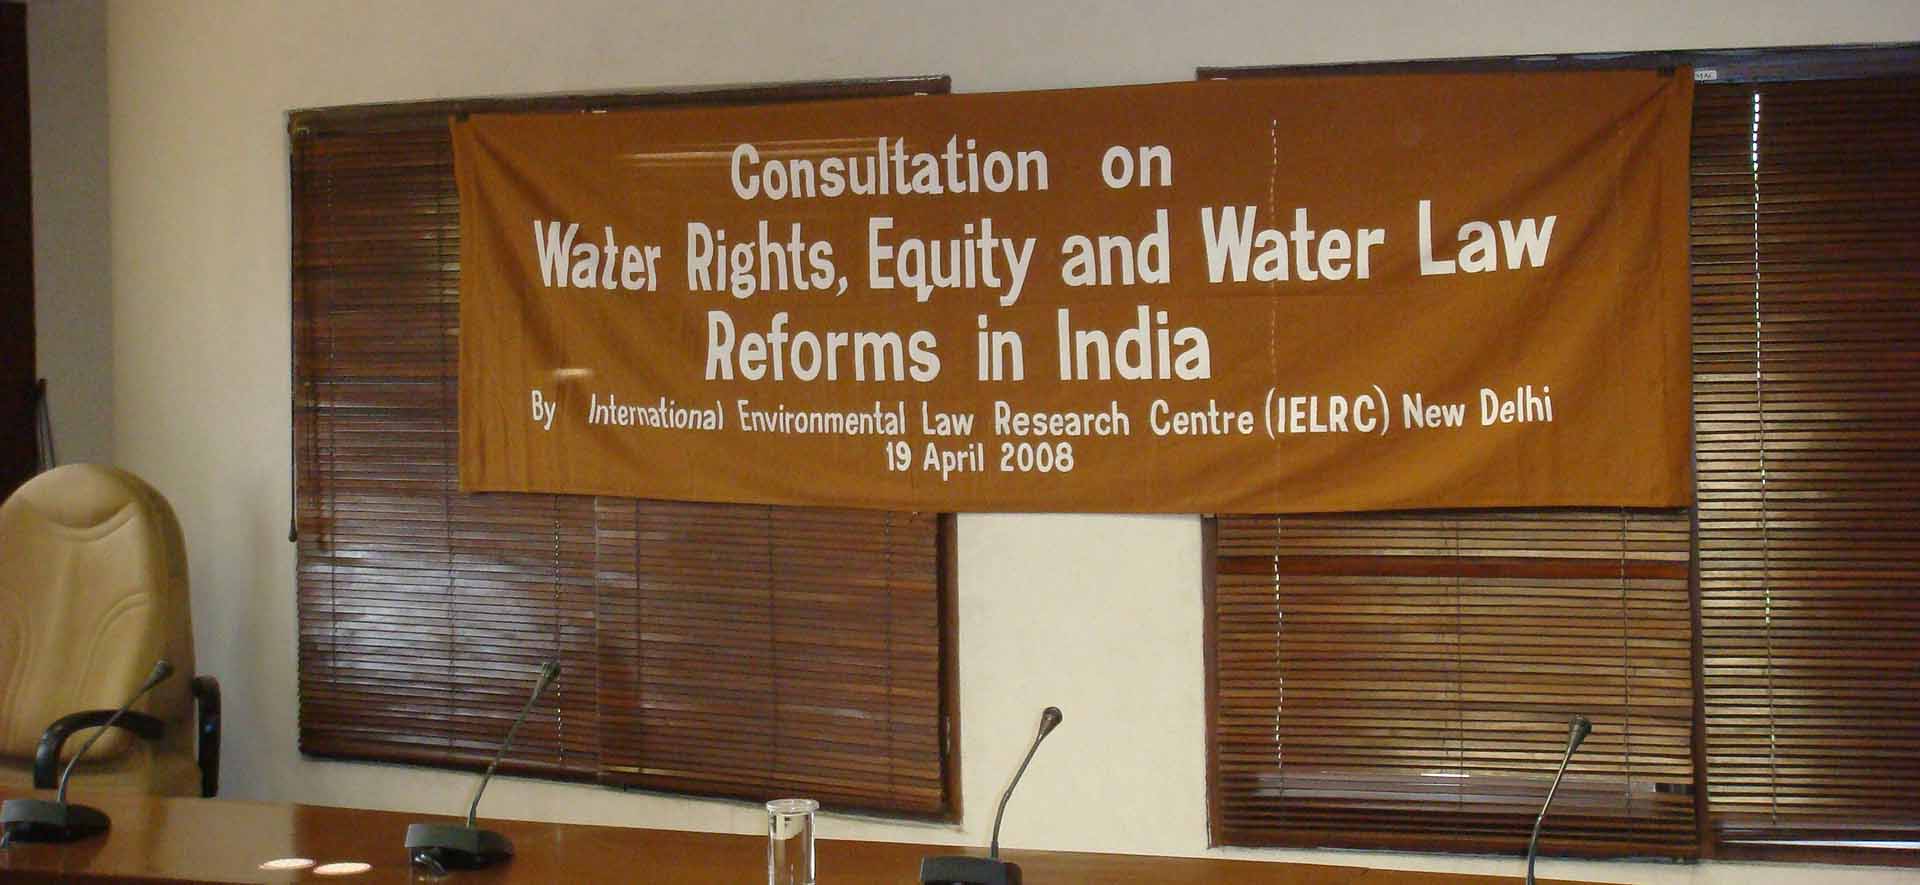 Consultation on
Water Rights, Equity and Water Law
Reforms in India
By International Environmental Law Research Centre (IELRC) New Delhi
19 April 2008
MAC